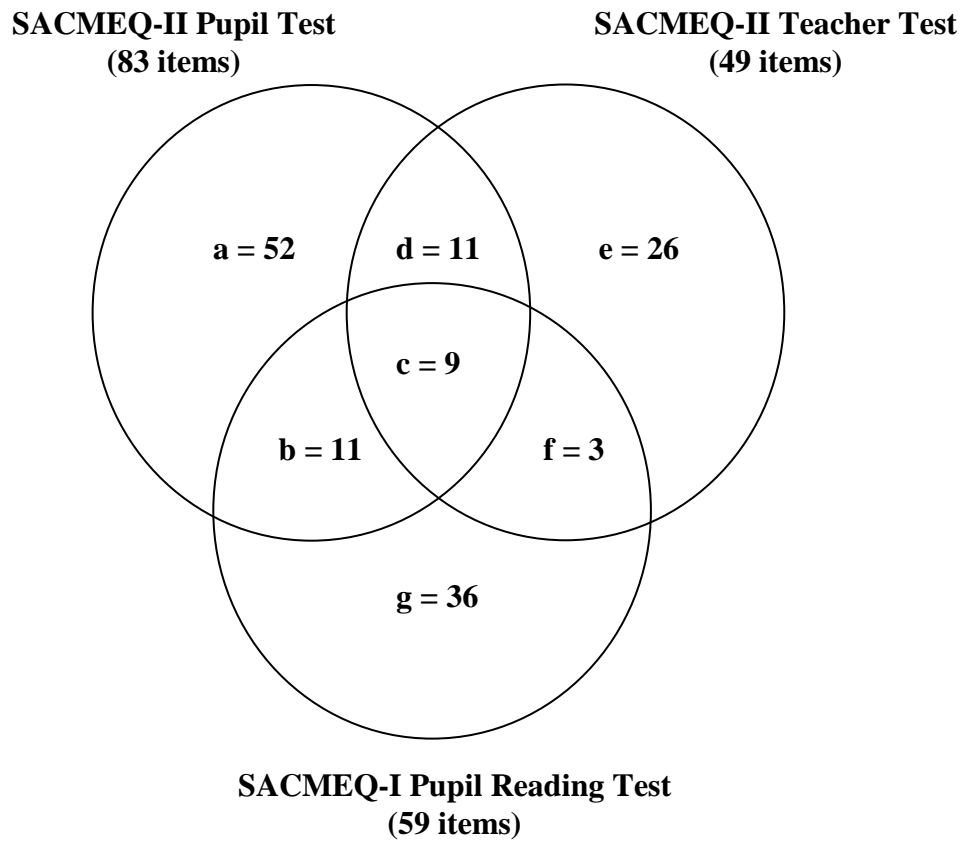 SACMEQ-II Pupil Test
(83 items)
SACMEQ-II Teacher Test
(49 items)
a = 52
d = 11
e = 26
c = 9
b = 11
f = 3
g = 36
SACMEQ-I Pupil Reading Test
(59 items)